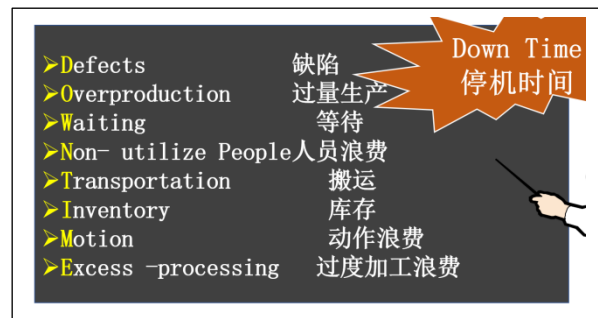 Down Time
停机时间
➢Defects 缺陷
➢Overproduction 过量生产
➢Waiting 等待
➢Non- utilize People人员浪费
➢Transportation 搬运
➢Inventory 库存
➢Motion 动作浪费
➢Excess -processing 过度加工浪费